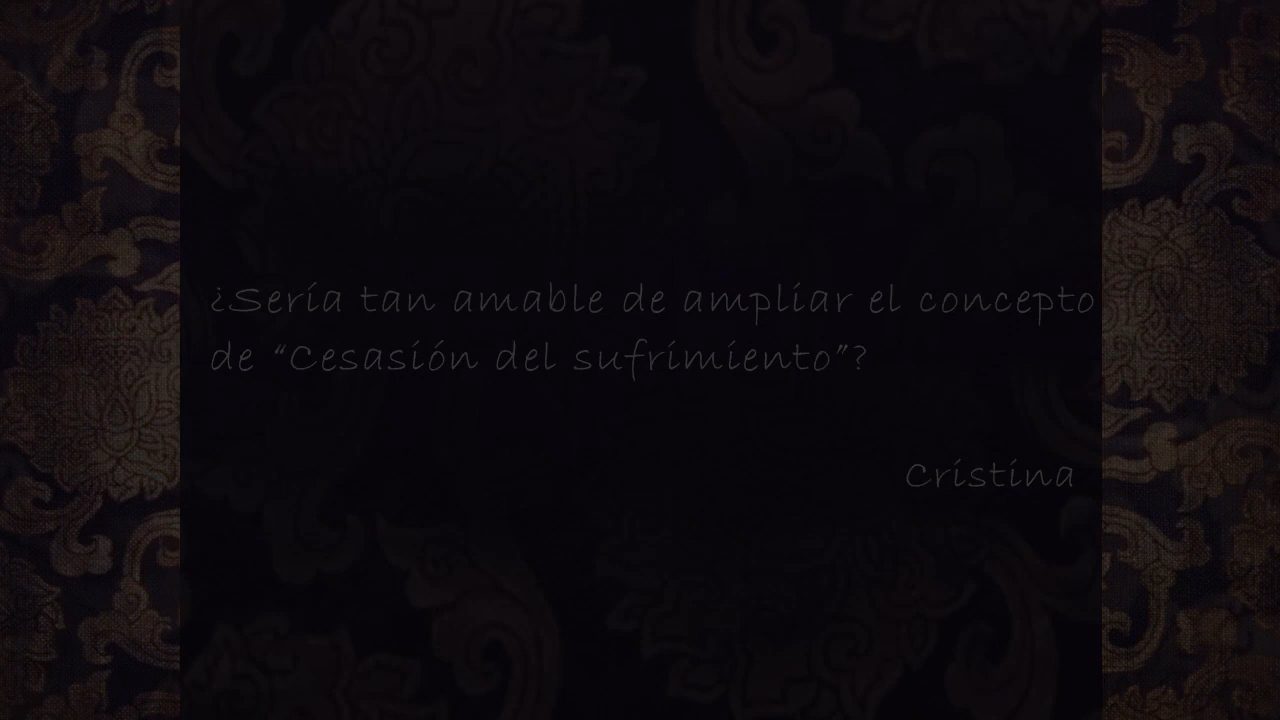 ¿Sería tan amable de ampliar el concepto
de “Cesasión del sufrimiento”?
Cristina